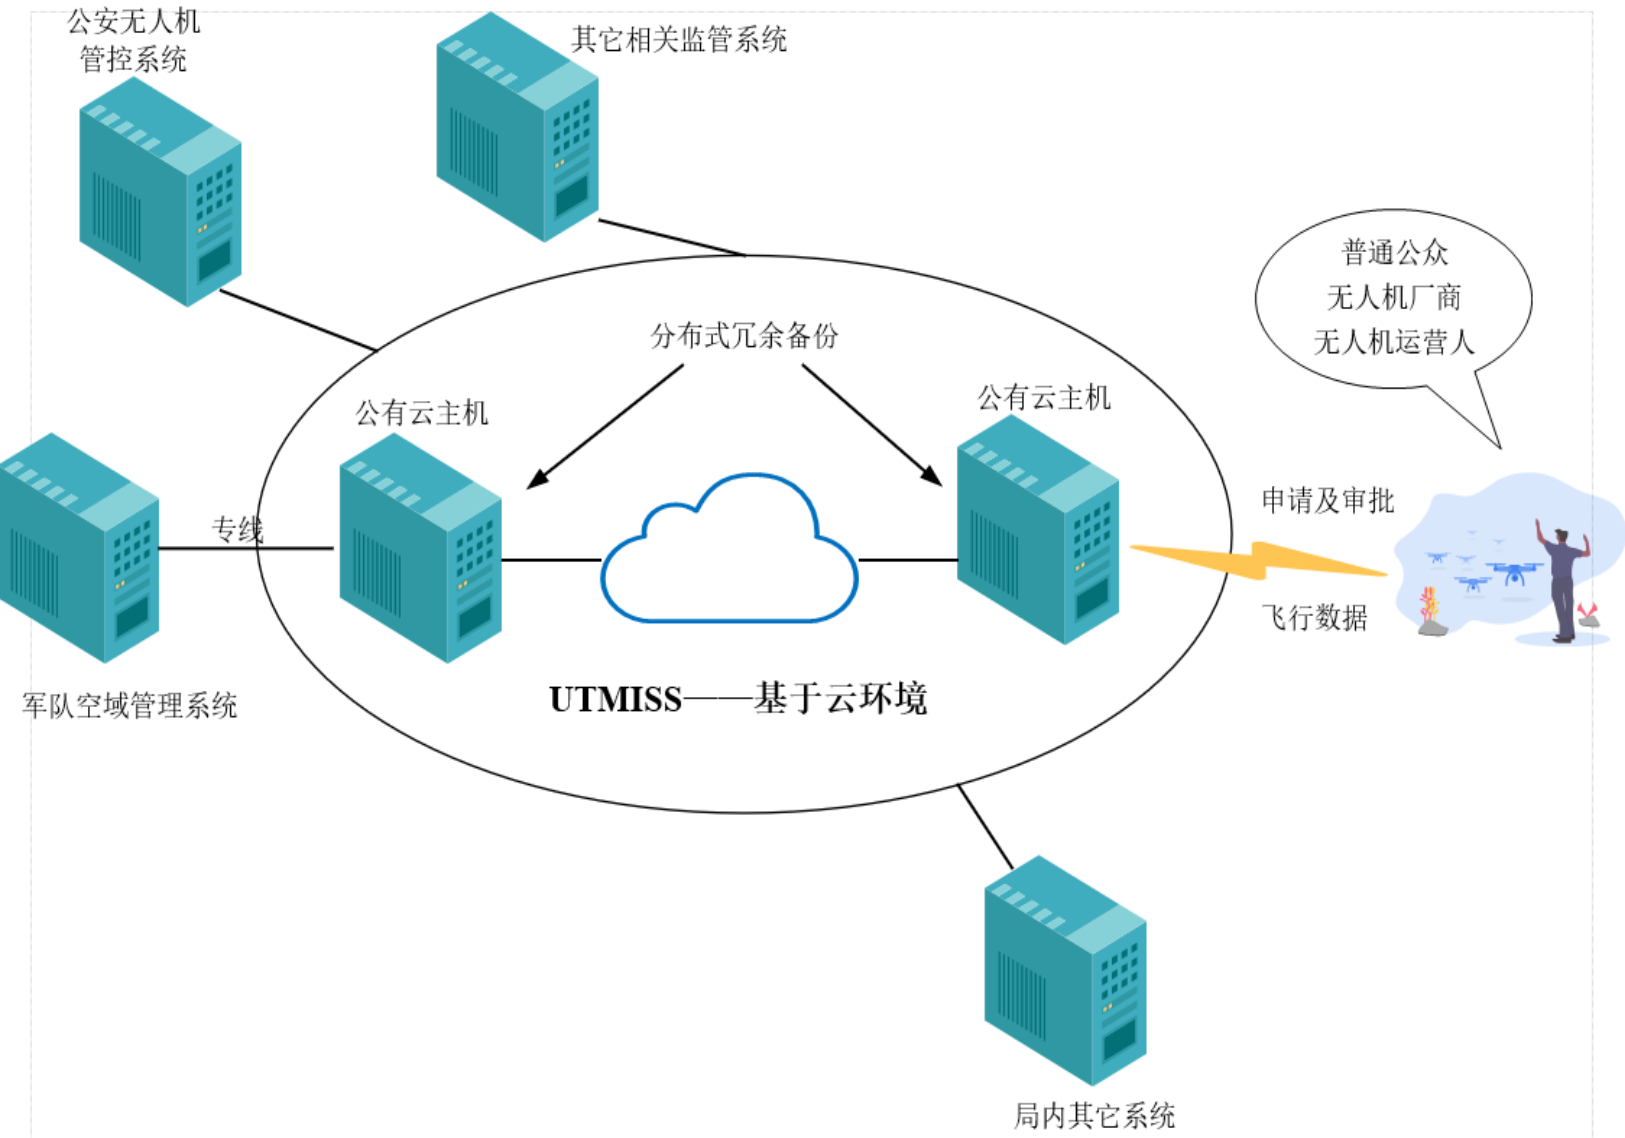 公安无人机
管控系统
其它相关监管系统
普通公众
无人机厂商
无人机运营人
分布式冗余备份
公有云主机
公有云主机
申请及审批
专线
飞行数据
UTMISS——基于云环境
军队空域管理系统
局内其它系统